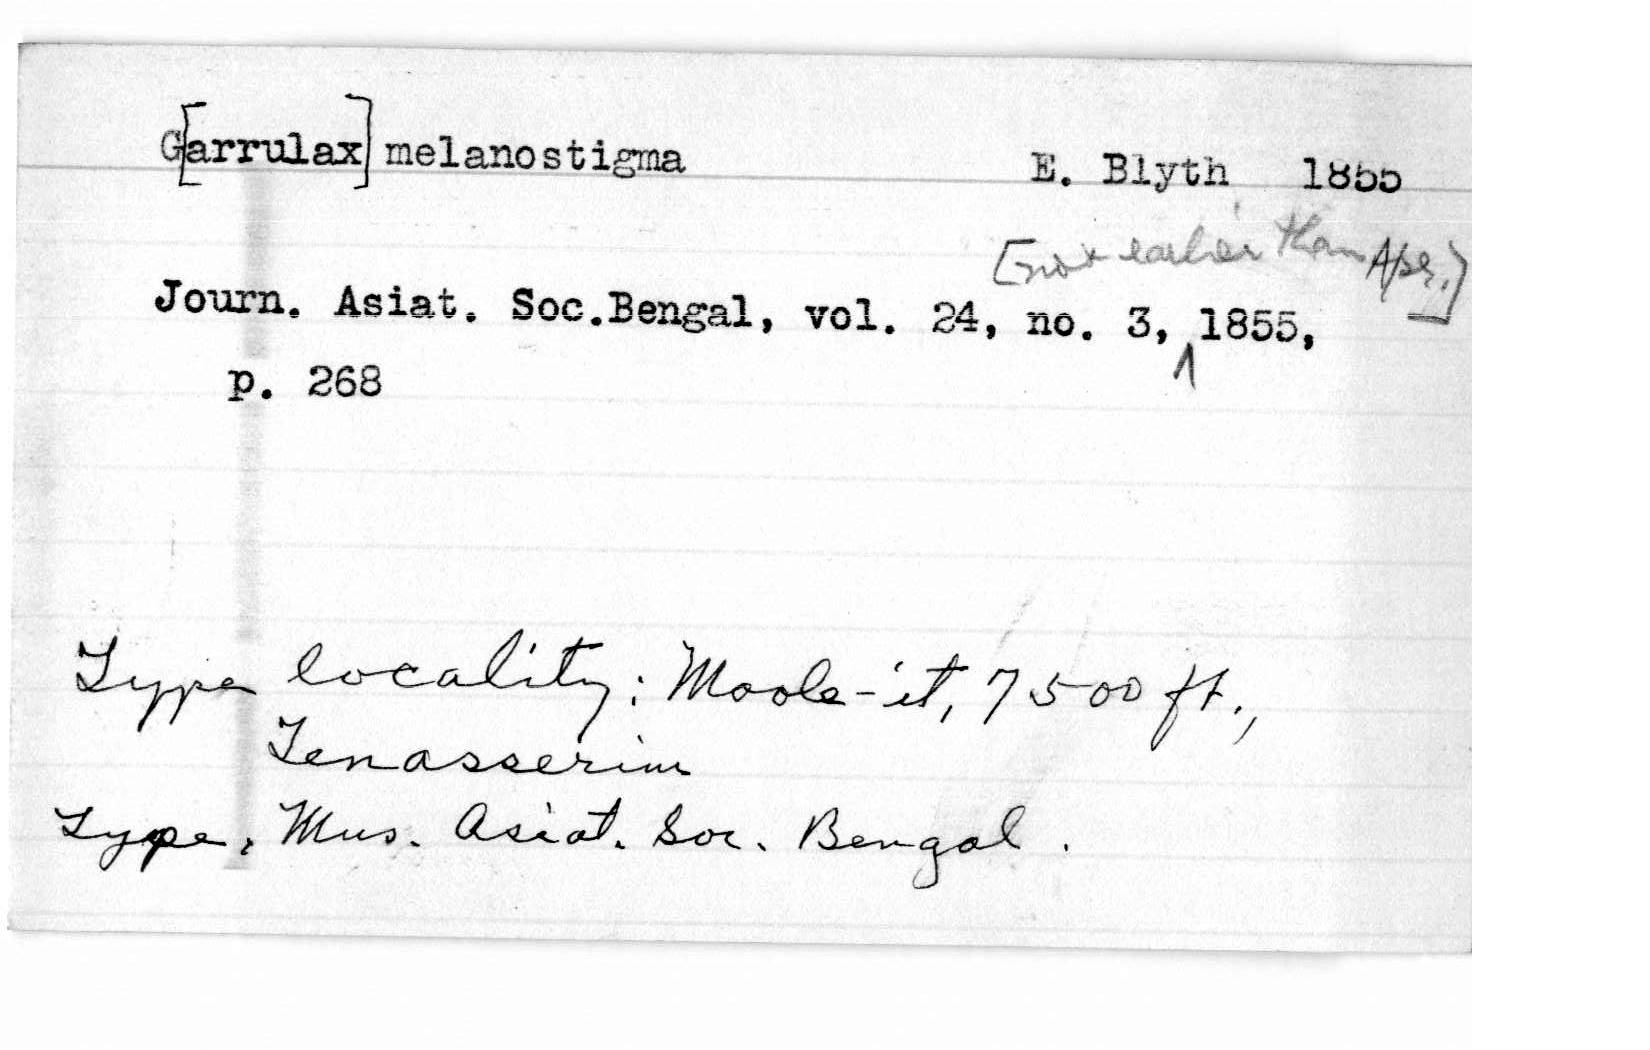 G[arrulax] melanostigma E. Blyth 1855
[not earlier than Apr.]
Journ. Asiat. Soc.Bengal, vol. 24, no. 3, ^ 1855,
p. 268
Type locality: Moole-it, 7500 ft.,
Tenasserim
Type: Mus. Asiat. Soc. Bengal.